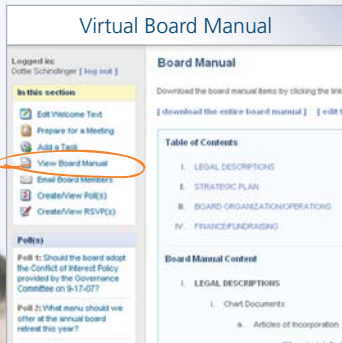 Virtual Board Manual
Logged in:
Dottie Schindlinger [ log out ]
In this section
Edit Welcome Text
Prepare for a Meeting
Add a Task
View Board Manual
Email Board Members
Create/View Poll(s)
Create/View RSVP(s)
Poll(s)
Poll 1: Should the board adopt
the Conflict of Interest Policy
provided by the Governance
Committee on 9-17-07?
Poll 2: What menu should we
offer at the annual board
retreat this year?
Board Manual
Download the board manual items by clicking the link
[ download the entire board manual ] [ edit t
Table of Contents
I. LEGAL DESCRIPTIONS
II. STRATEGIC PLAN
III. BOARD ORGANIZATION/OPERATIONS
IV. FINANCE/FUNDRAISING
Board Manual Content
I. LEGAL DESCRIPTIONS
i. Chart Documents
a. Articles of Incorporation